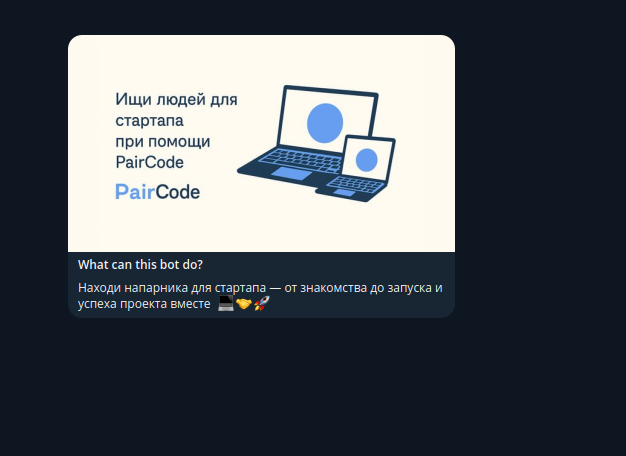 Ищи людей для
стартапа
при помощи
PairCode
PairCode
What can this bot do?
Находи напарника для стартапа — от знакомства до запуска и
успеха проекта вместе 💻🤝🚀